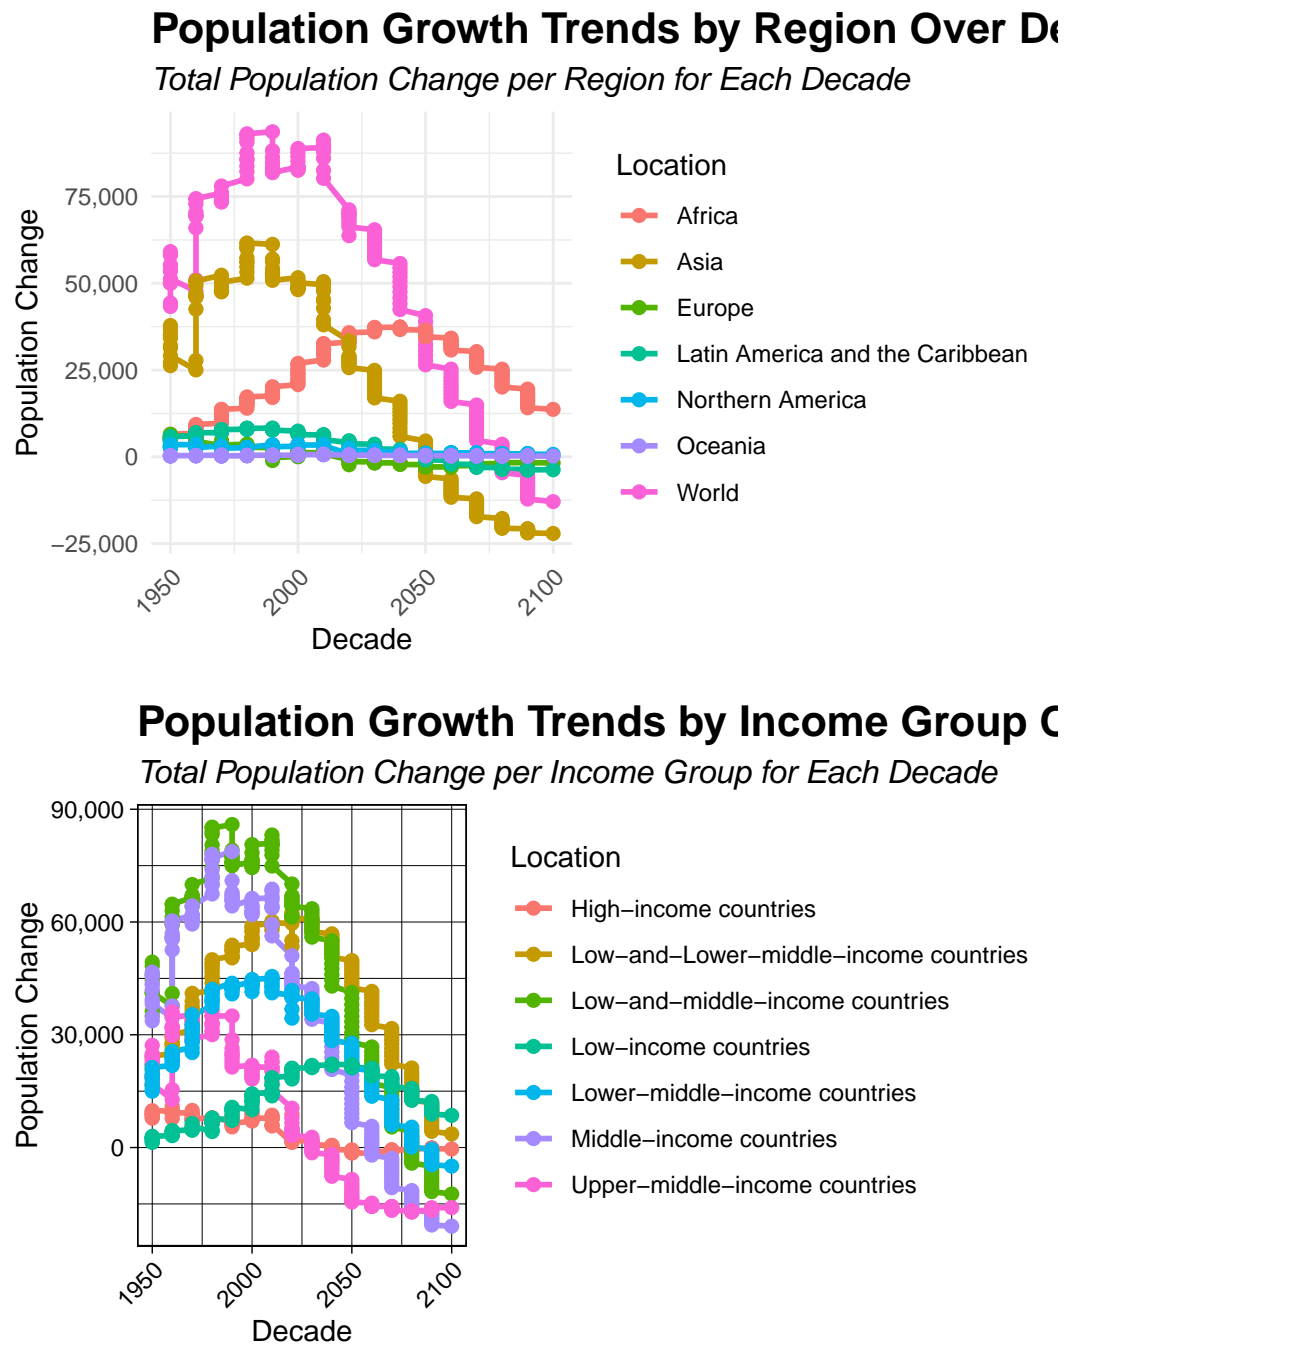 Population Growth Trends by Region Over De
Total Population Change per Region for Each Decade
Population Change
75,000
50,000
25,000
0
−25,000
1950
2000
2050
2100
Decade
Location
Africa
Asia
Europe
Latin America and the Caribbean
Northern America
Oceania
World
Population Growth Trends by Income Group
Total Population Change per Income Group for Each Decade
Population Change
90,000
60,000
30,000
0
1950
2000
2050
2100
Decade
Location
High−income countries
Low−and−Lower−middle−income countries
Low−and−middle−income countries
Low−income countries
Lower−middle−income countries
Middle−income countries
Upper−middle−income countries